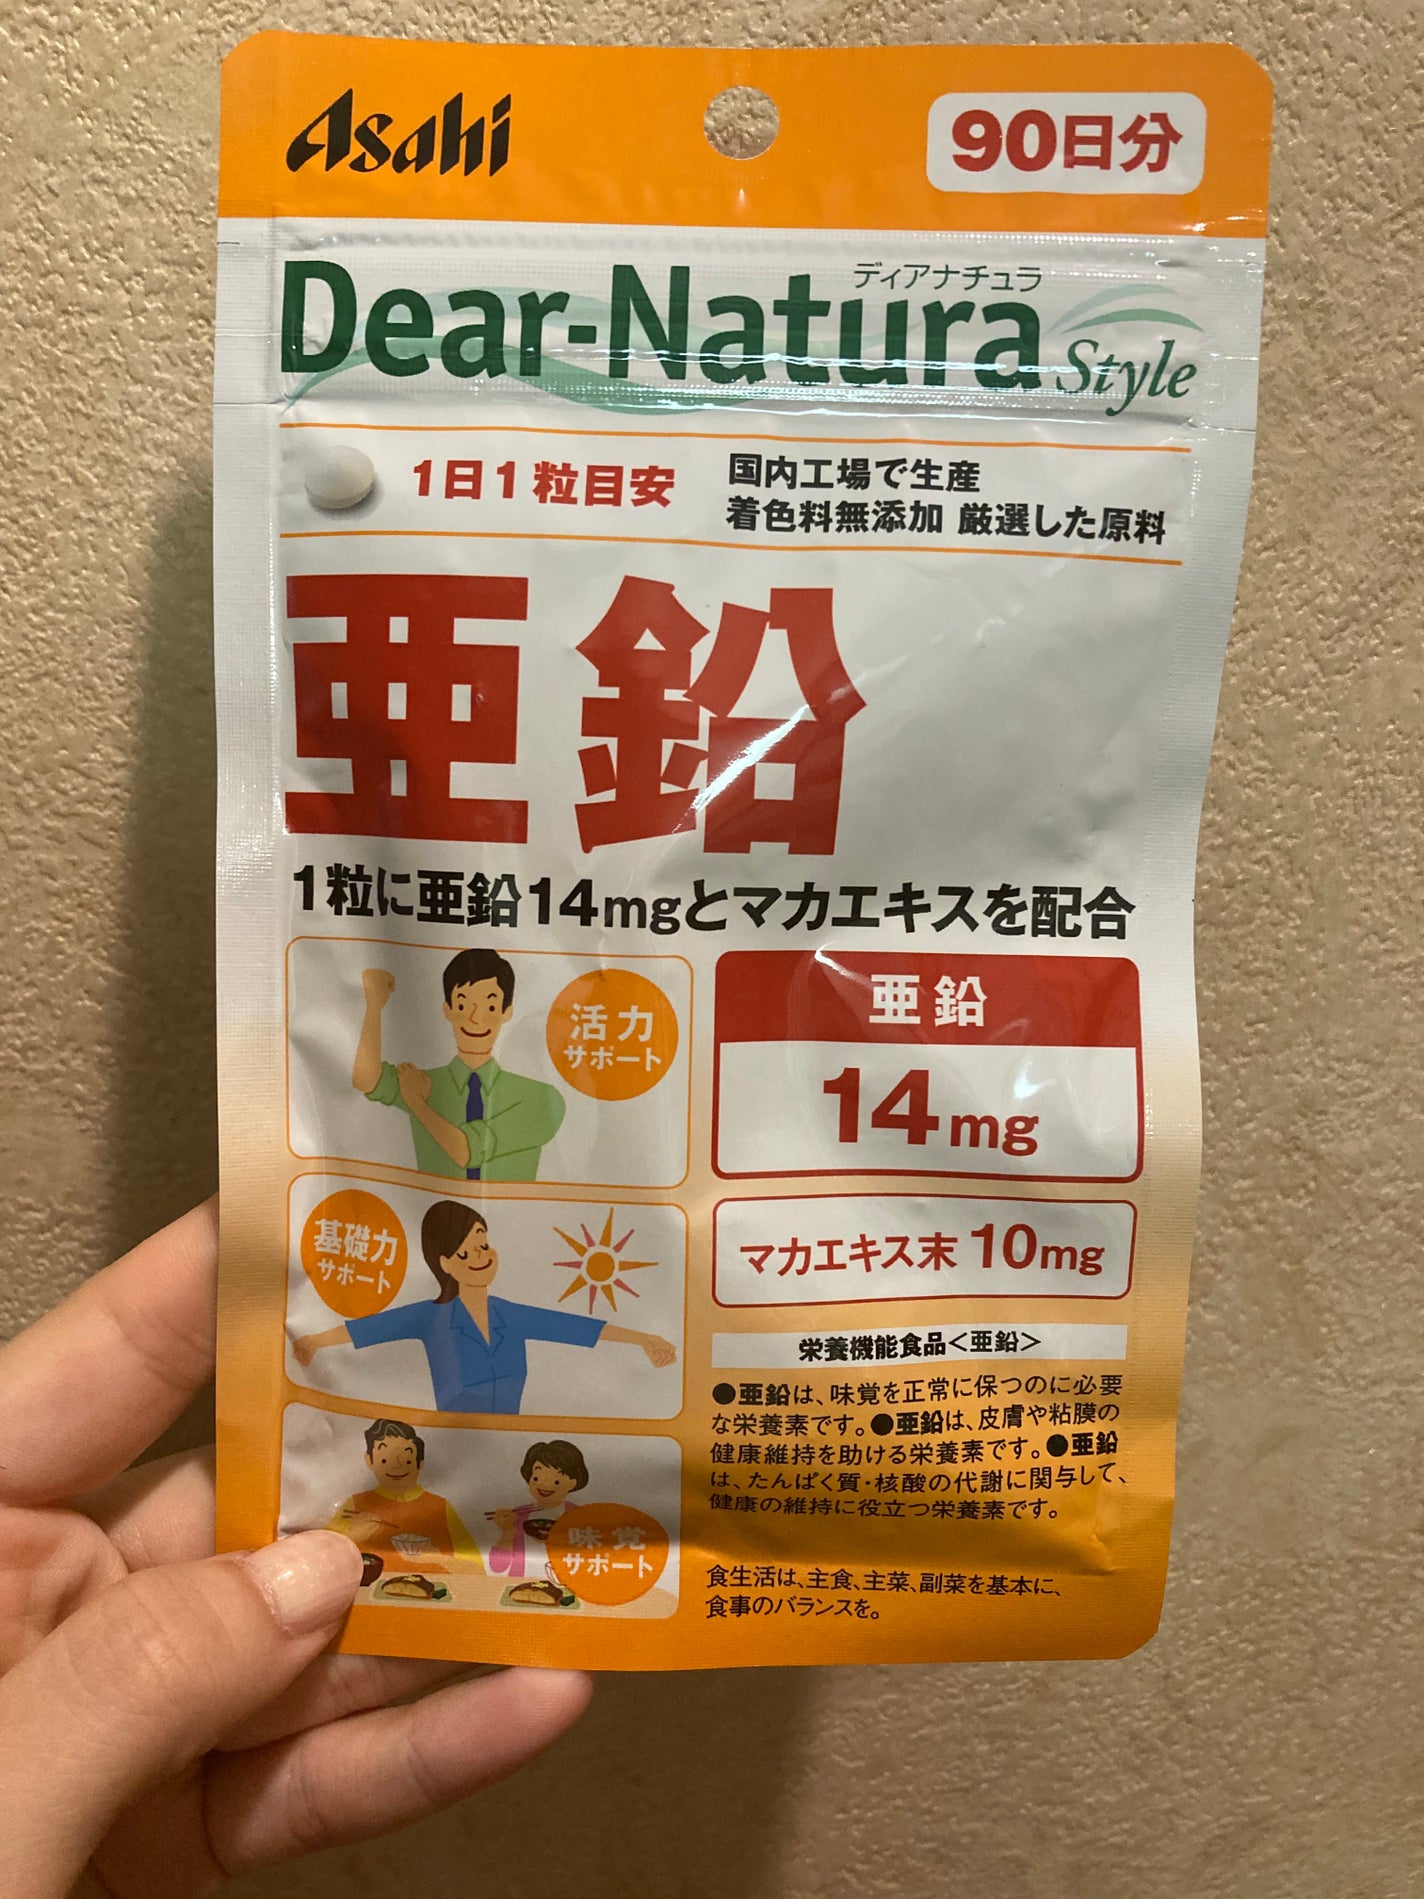 Asahi
90日分
ディアナチュラ
Dear-Natura Style
1日1粒目安
国内工場で生産
着色料無添加 厳選した原料
亜鉛
1粒に亜鉛14mgとマカエキスを配合
活力
サポート
亜鉛
14mg
基礎力
サポート
マカエキス末 10mg
栄養機能食品<亜鉛>
●亜鉛は、味覚を正常に保つのに必要
な栄養素です。●亜鉛は、皮膚や粘膜の
健康維持を助ける栄養素です。●亜鉛
は、たんぱく質・核酸の代謝に関与して、
健康の維持に役立つ栄養素です。
味覚
サポート
食生活は、主食、主菜、副菜を基本に、
食事のバランスを。